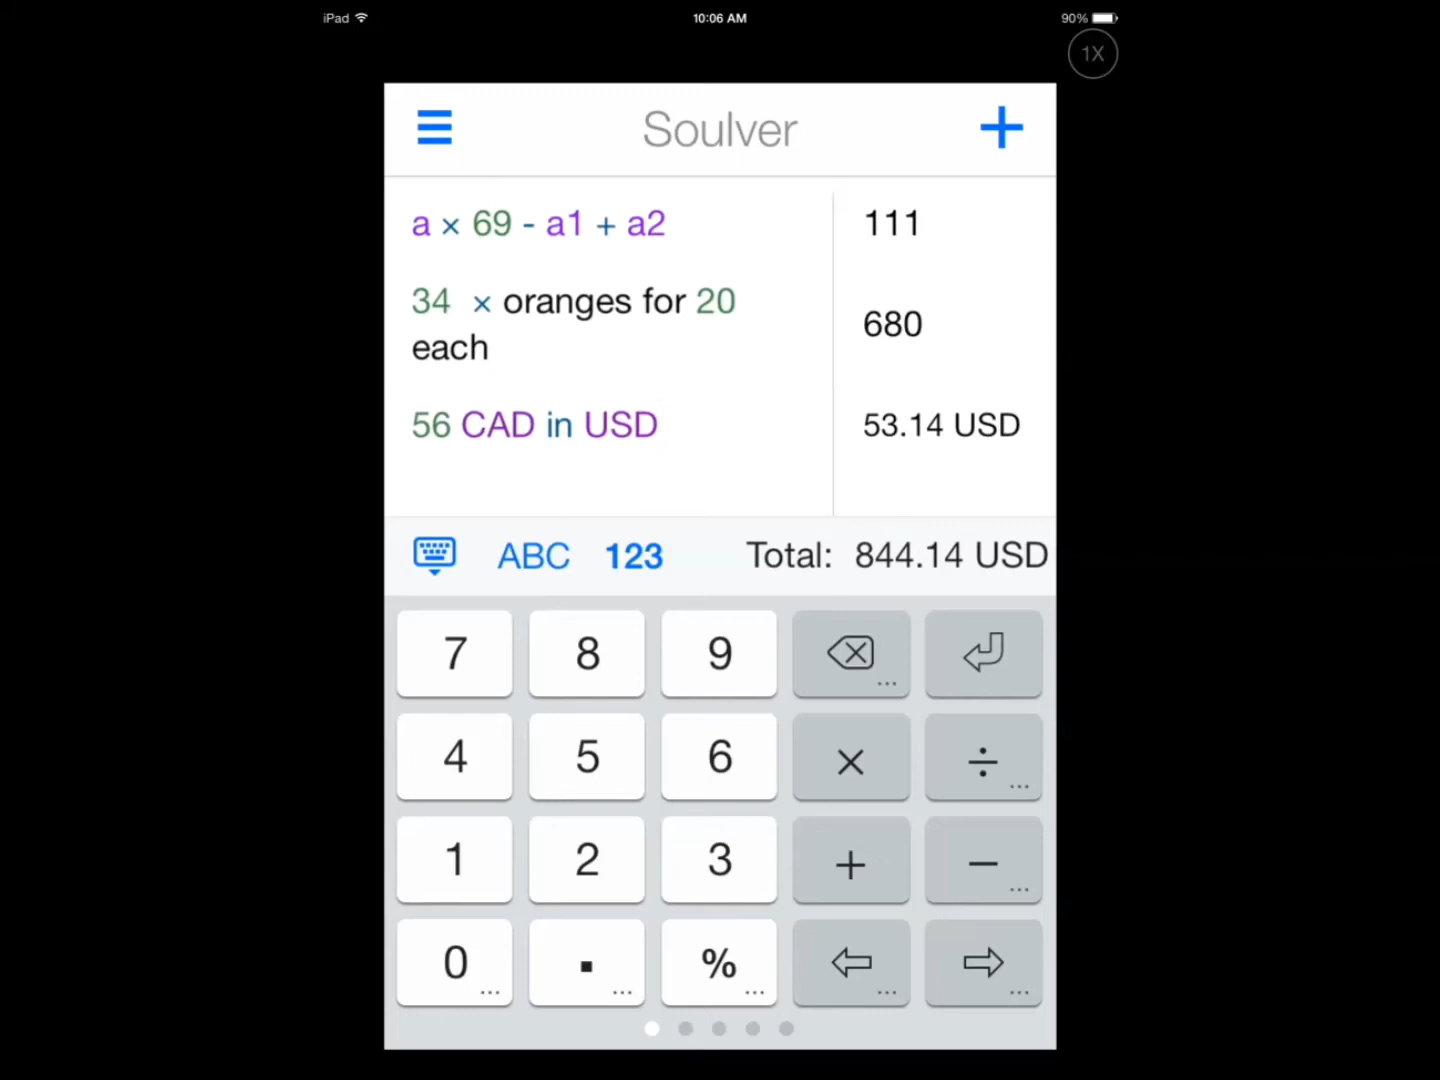 iPad 10:06 AM 90%
1X
Soulver
a × 69 - a1 + a2 111
34 × oranges for 20
each 680
56 CAD in USD 53.14 USD
ABC 123 Total: 844.14 USD
7 8 9
4 5 6 × ÷ ...
1 2 3 + − ...
0 ... . ... % ...